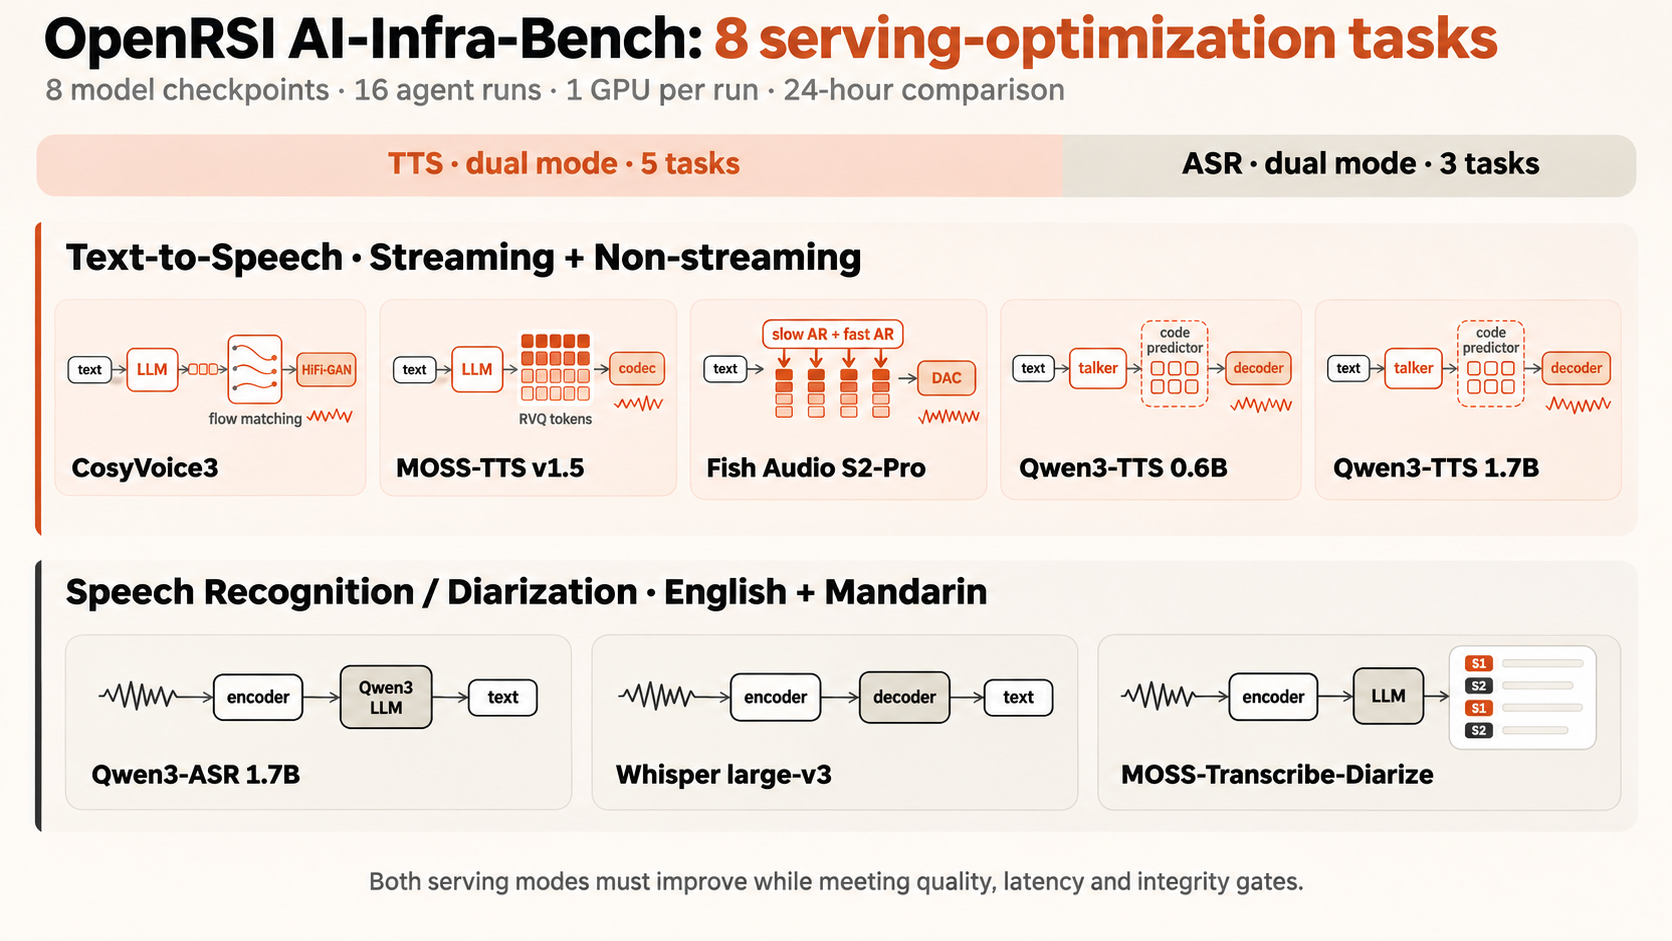 OpenRSI AI-Infra-Bench: 8 serving-optimization tasks
8 model checkpoints · 16 agent runs · 1 GPU per run · 24-hour comparison
TTS · dual mode · 5 tasks
ASR · dual mode · 3 tasks
Text-to-Speech · Streaming + Non-streaming
text
LLM
HiFi-GAN
flow matching
CosyVoice3
text
LLM
codec
RVQ tokens
MOSS-TTS v1.5
slow AR + fast AR
text
DAC
Fish Audio S2-Pro
code
predictor
text
talker
decoder
Qwen3-TTS 0.6B
code
predictor
text
talker
decoder
Qwen3-TTS 1.7B
Speech Recognition / Diarization · English + Mandarin
encoder
Qwen3
LLM
text
Qwen3-ASR 1.7B
encoder
decoder
text
Whisper large-v3
encoder
LLM
S1
S2
S1
S2
MOSS-Transcribe-Diarize
Both serving modes must improve while meeting quality, latency and integrity gates.